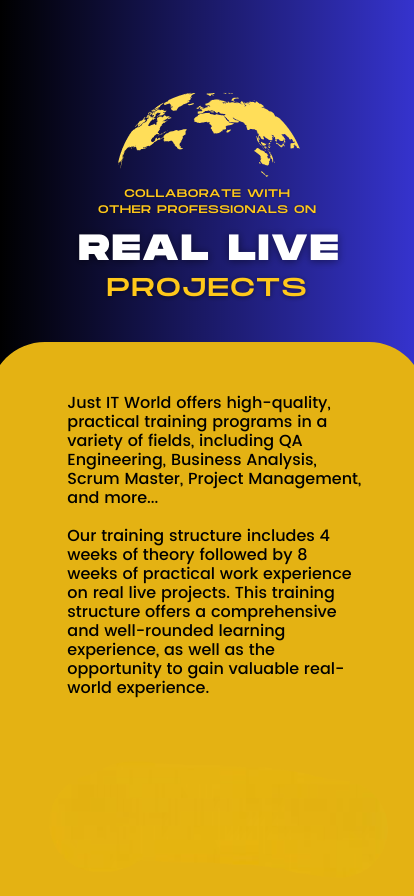 COLLABORATE WITH
OTHER PROFESSIONALS ON
REAL LIVE
PROJECTS
Just IT World offers high-quality,
practical training programs in a
variety of fields, including QA
Engineering, Business Analysis,
Scrum Master, Project Management,
and more...
Our training structure includes 4
weeks of theory followed by 8
weeks of practical work experience
on real live projects. This training
structure offers a comprehensive
and well-rounded learning
experience, as well as the
opportunity to gain valuable real-
world experience.